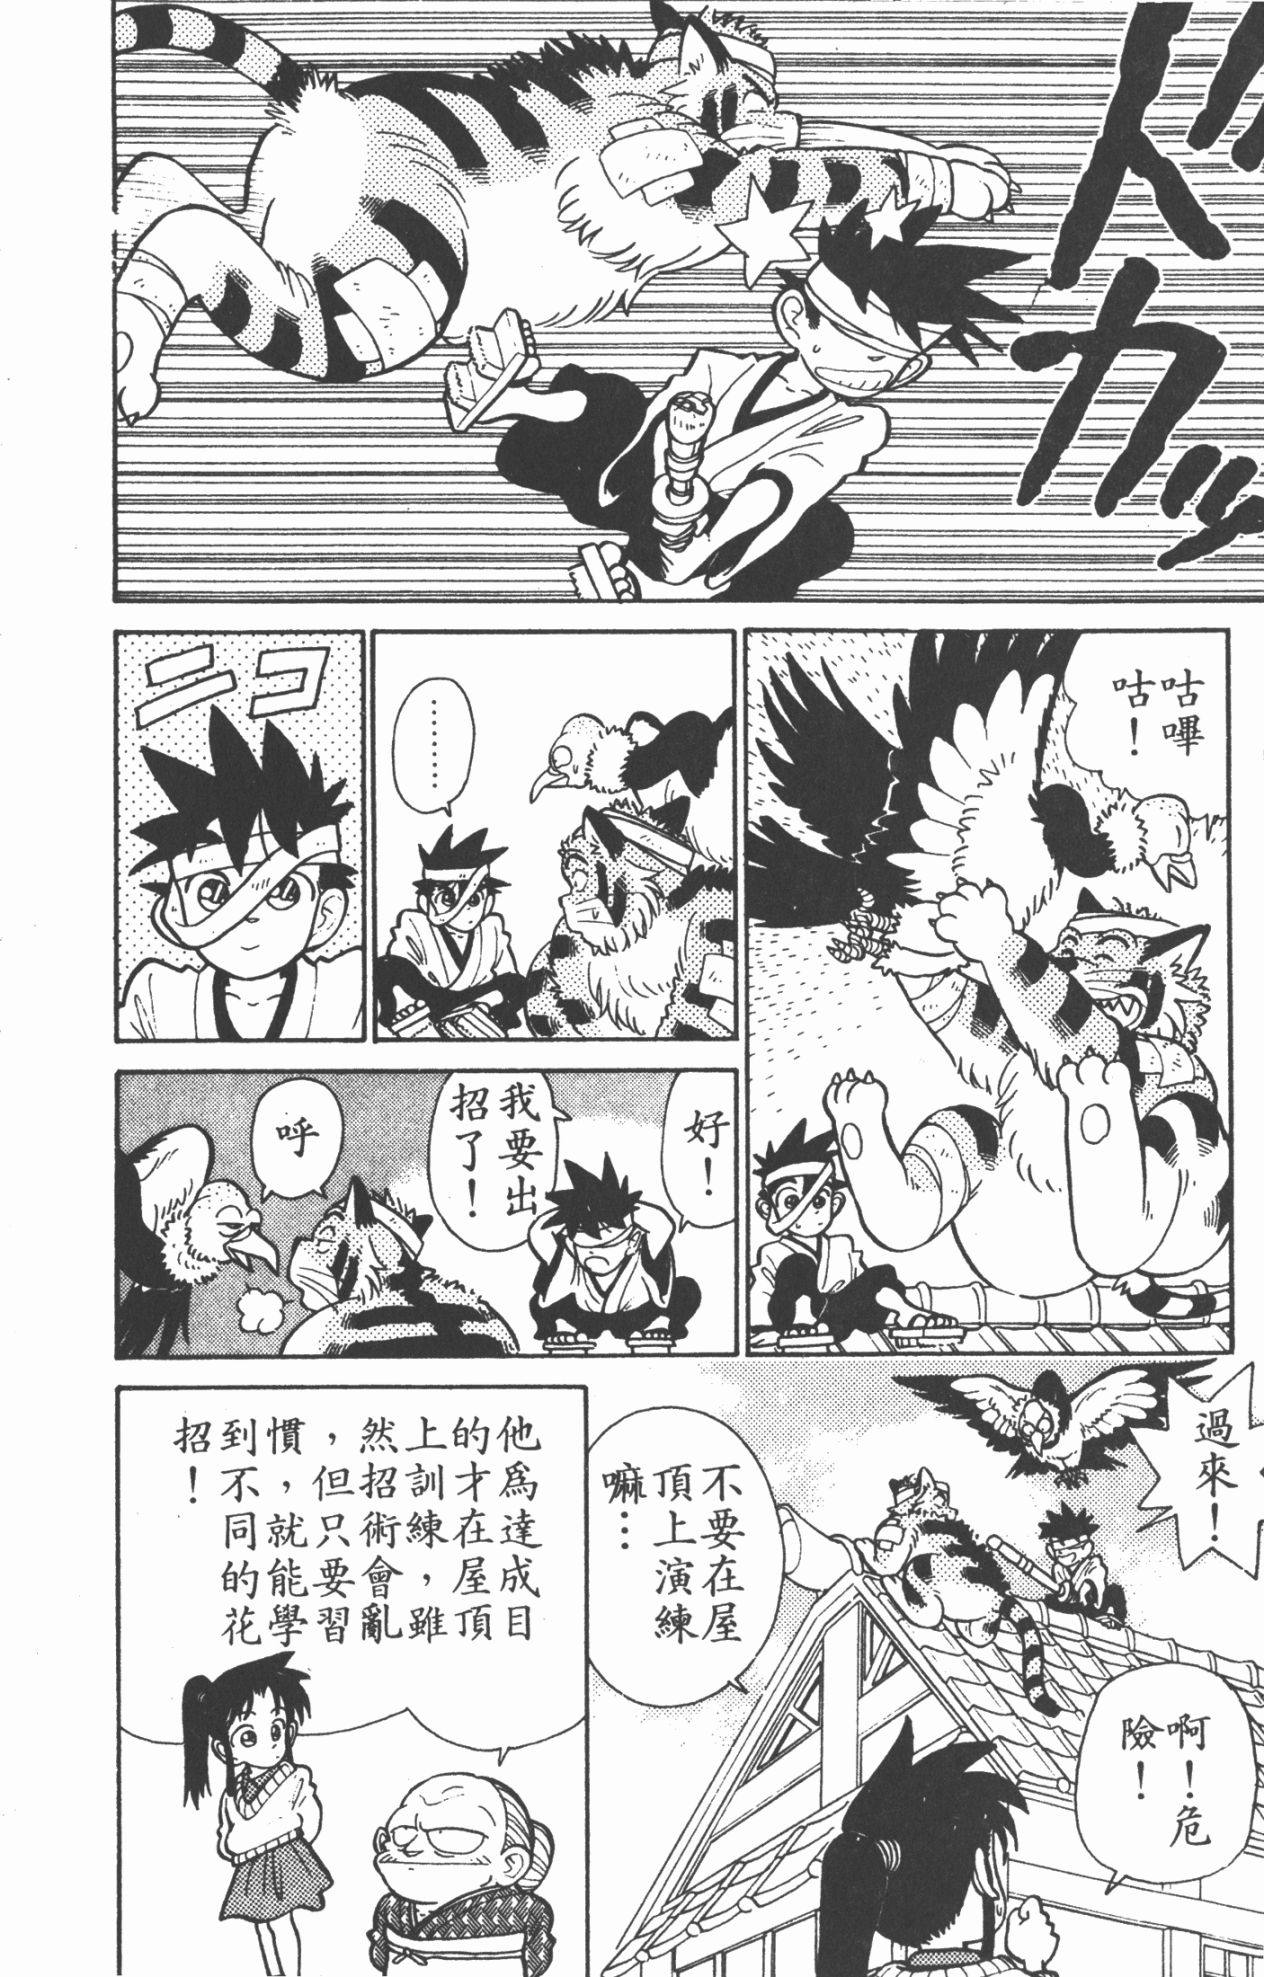 ドドカッ
咕嗶
咕！
………
ニコ
好！
我要出
招了！
呼
過來！
啊！危
險！
不要在屋
頂上演練
嘛…
他為達成目
的才在屋頂
上訓練，雖
然招術會亂
，但只要習
慣，就能學
到不同的花
招！